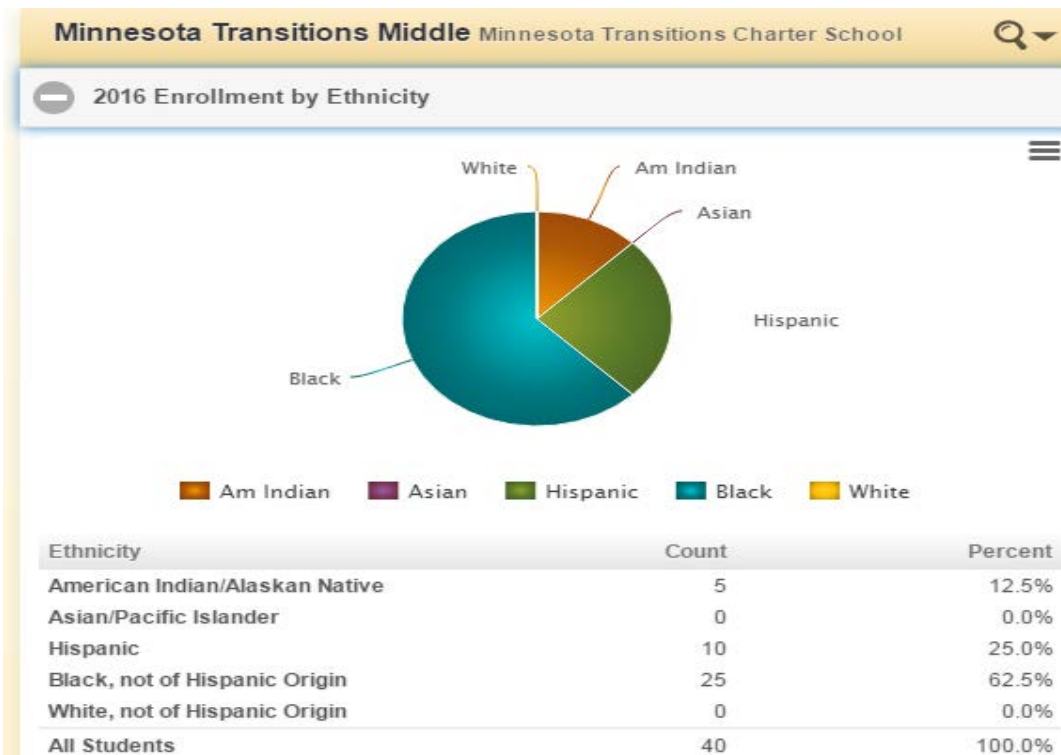 Minnesota Transitions Middle Minnesota Transitions Charter School
2016 Enrollment by Ethnicity
White
Am Indian
Asian
Hispanic
Black
Am Indian Asian Hispanic Black White
Ethnicity Count Percent
American Indian/Alaskan Native 5 12.5%
Asian/Pacific Islander 0 0.0%
Hispanic 10 25.0%
Black, not of Hispanic Origin 25 62.5%
White, not of Hispanic Origin 0 0.0%
All Students 40 100.0%